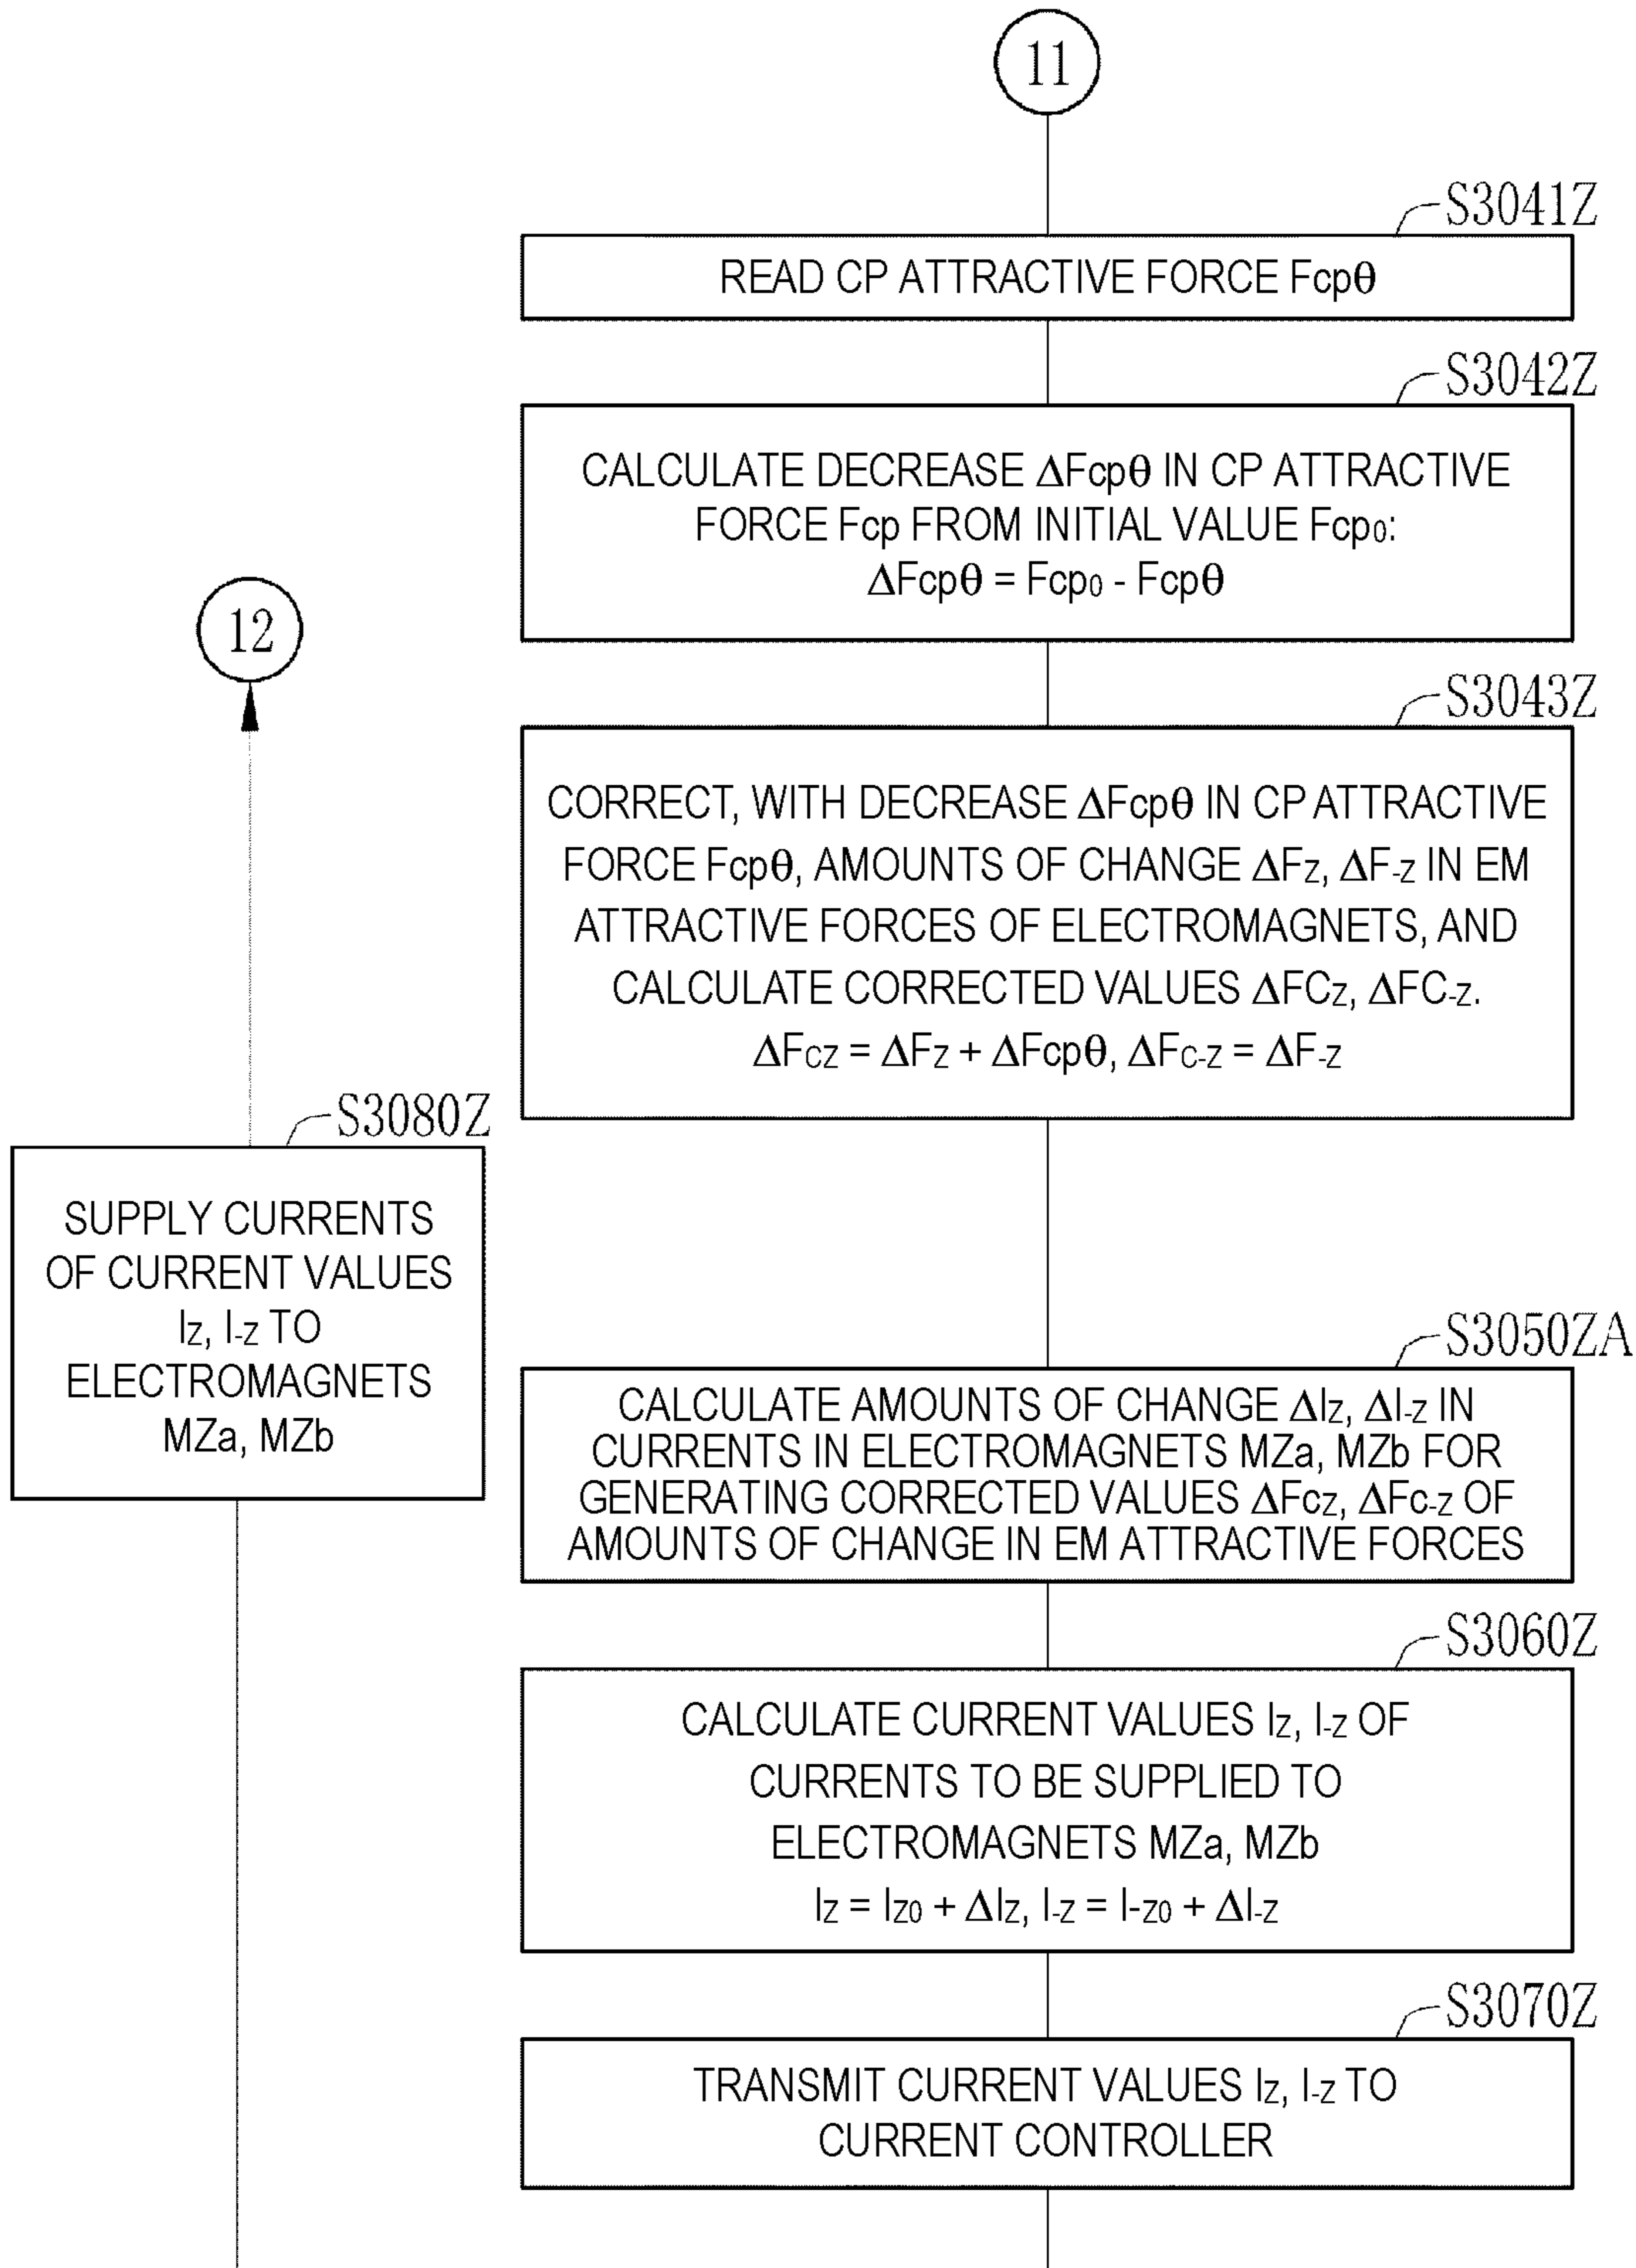 11
S3041Z
READ CP ATTRACTIVE FORCE Fcpθ
S3042Z
CALCULATE DECREASE ΔFcpθ IN CP ATTRACTIVE
FORCE Fcp FROM INITIAL VALUE Fcp₀:
ΔFcpθ = Fcp₀ - Fcpθ
12
S3043Z
CORRECT, WITH DECREASE ΔFcpθ IN CP ATTRACTIVE
FORCE Fcpθ, AMOUNTS OF CHANGE ΔFz, ΔF-z IN EM
ATTRACTIVE FORCES OF ELECTROMAGNETS, AND
CALCULATE CORRECTED VALUES ΔFCz, ΔFC-z.
ΔFcz = ΔFz + ΔFcpθ, ΔFc-z = ΔF-z
S3080Z
SUPPLY CURRENTS
OF CURRENT VALUES
Iz, I-z TO
ELECTROMAGNETS
MZa, MZb
S3050ZA
CALCULATE AMOUNTS OF CHANGE ΔIz, ΔI-z IN
CURRENTS IN ELECTROMAGNETS MZa, MZb FOR
GENERATING CORRECTED VALUES ΔFcz, ΔFc-z OF
AMOUNTS OF CHANGE IN EM ATTRACTIVE FORCES
S3060Z
CALCULATE CURRENT VALUES Iz, I-z OF
CURRENTS TO BE SUPPLIED TO
ELECTROMAGNETS MZa, MZb
Iz = Iz0 + ΔIz, I-z = I-z0 + ΔI-z
S3070Z
TRANSMIT CURRENT VALUES Iz, I-z TO
CURRENT CONTROLLER